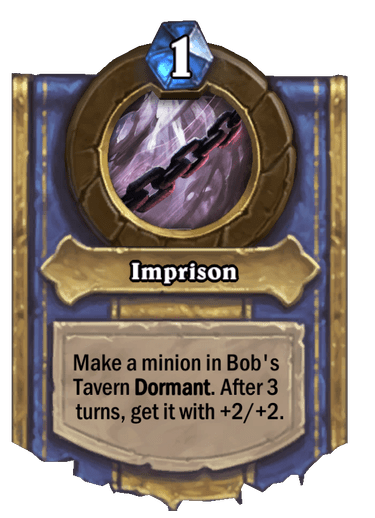 1
Imprison
Make a minion in Bob's
Tavern Dormant. After 3
turns, get it with +2/+2.